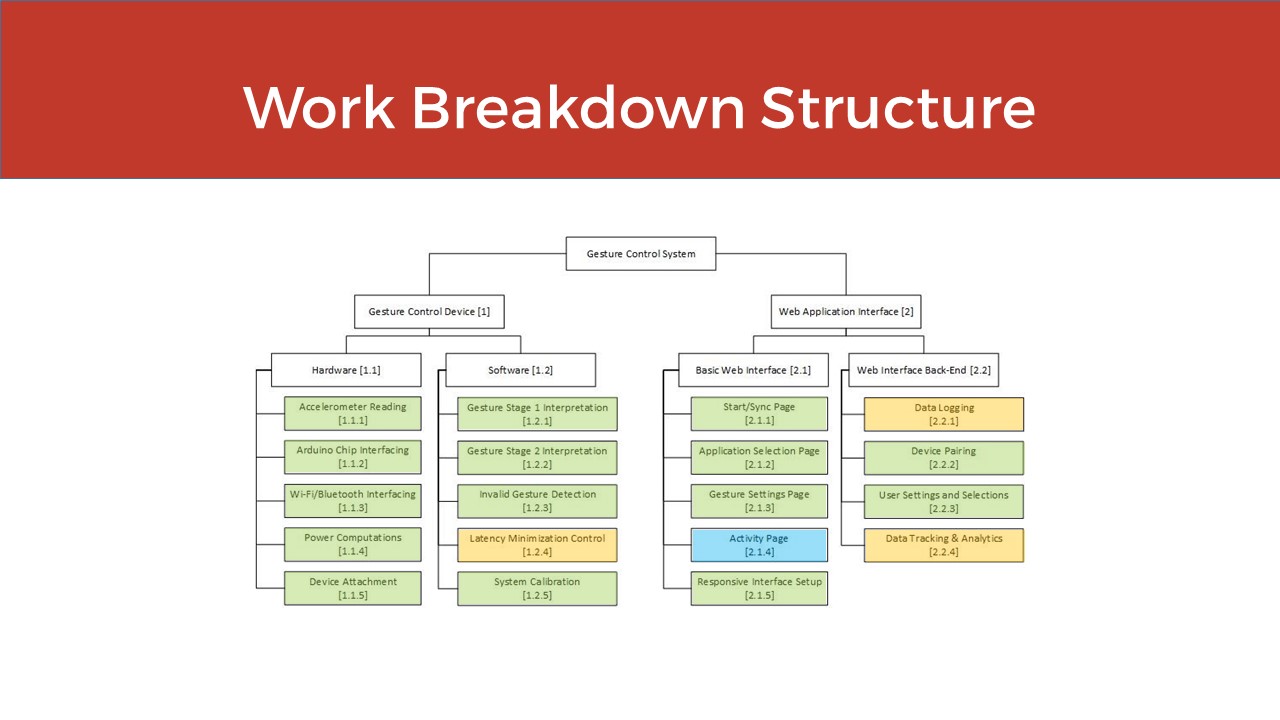 Work Breakdown Structure
Gesture Control System
Gesture Control Device [1]
Web Application Interface [2]
Hardware [1.1]
Software [1.2]
Basic Web Interface [2.1]
Web Interface Back-End [2.2]
Accelerometer Reading
[1.1.1]
Arduino Chip Interfacing
[1.1.2]
Wi-Fi/Bluetooth Interfacing
[1.1.3]
Power Computations
[1.1.4]
Device Attachment
[1.1.5]
Gesture Stage 1 Interpretation
[1.2.1]
Gesture Stage 2 Interpretation
[1.2.2]
Invalid Gesture Detection
[1.2.3]
Latency Minimization Control
[1.2.4]
System Calibration
[1.2.5]
Start/Sync Page
[2.1.1]
Application Selection Page
[2.1.2]
Gesture Settings Page
[2.1.3]
Activity Page
[2.1.4]
Responsive Interface Setup
[2.1.5]
Data Logging
[2.2.1]
Device Pairing
[2.2.2]
User Settings and Selections
[2.2.3]
Data Tracking & Analytics
[2.2.4]